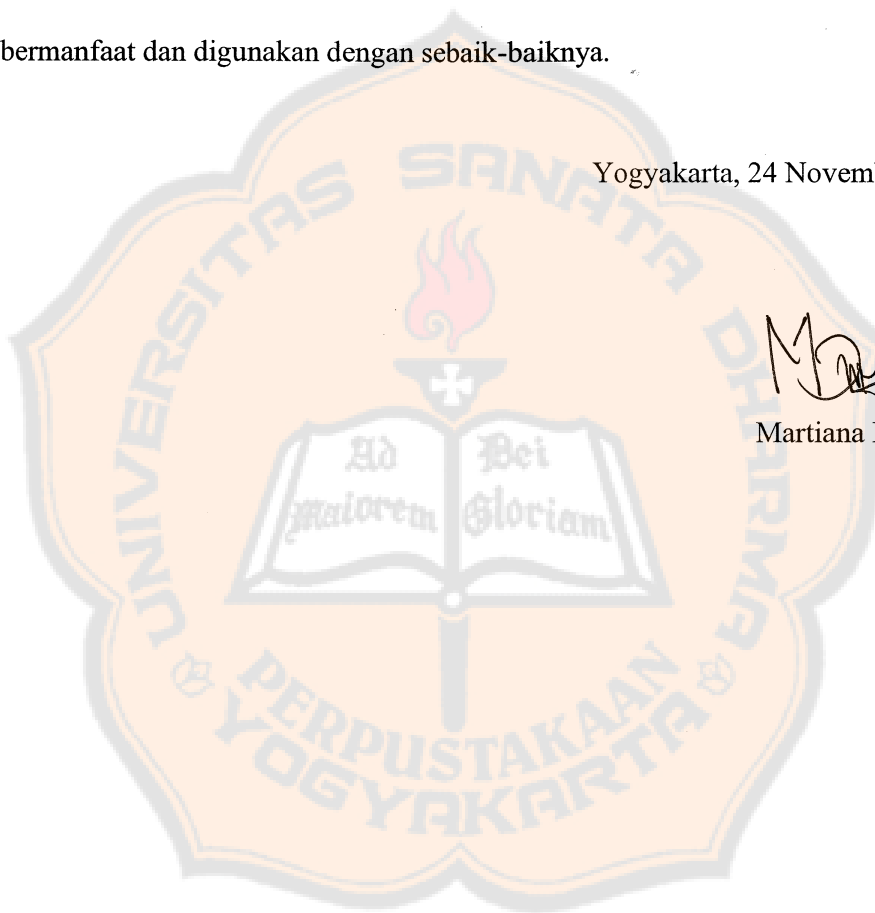 bermanfaat dan digunakan dengan sebaik-baiknya.
Yogyakarta, 24 Novem
Martiana
UNIVERSITAS SANATA DHARMA
Ad Dei
Maiorem Gloriam
PERPUSTAKAAN
YOGYAKARTA